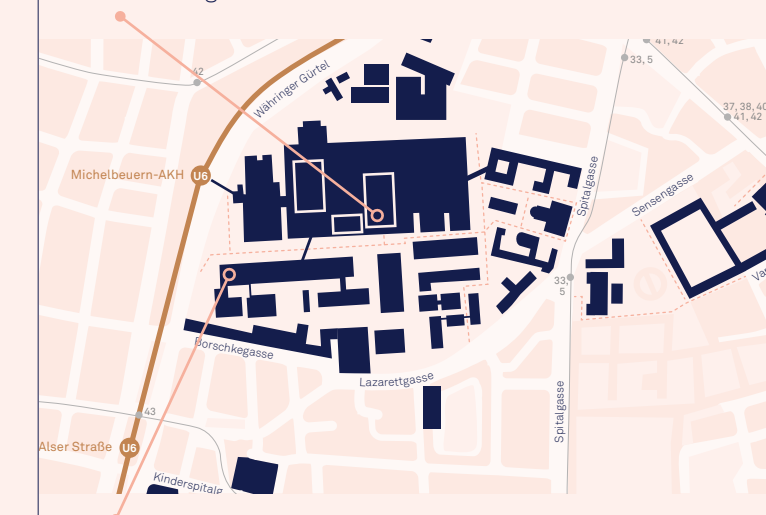 41, 42
33, 5
42
Währinger Gürtel
37, 38, 40
41, 42
Michelbeuern-AKH
U6
Spitalgasse
Sensengasse
33,
5
Borschkegasse
Lazarettgasse
Spitalgasse
43
Alser Straße
U6
Kinderspitalg